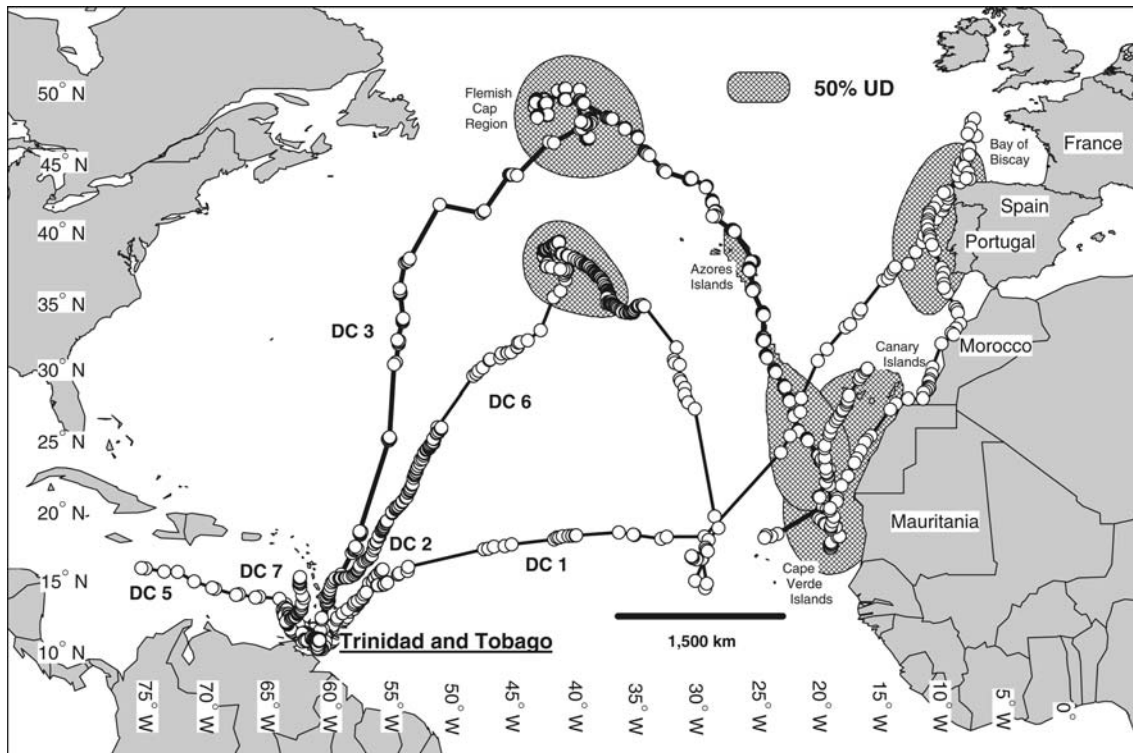 50° N
45° N
40° N
35° N
30° N
25° N
20° N
15° N
10° N
Flemish
Cap
Region
50% UD
Bay of
Biscay
France
Spain
Portugal
Azores
Islands
DC 3
Canary
Islands
Morocco
DC 6
Mauritania
DC 2
DC 1
DC 7
DC 5
Cape
Verde
Islands
Trinidad and Tobago
1,500 km
75° W
70° W
65° W
60° W
55° W
50° W
45° W
40° W
35° W
30° W
25° W
20° W
15° W
10° W
5° W
0°